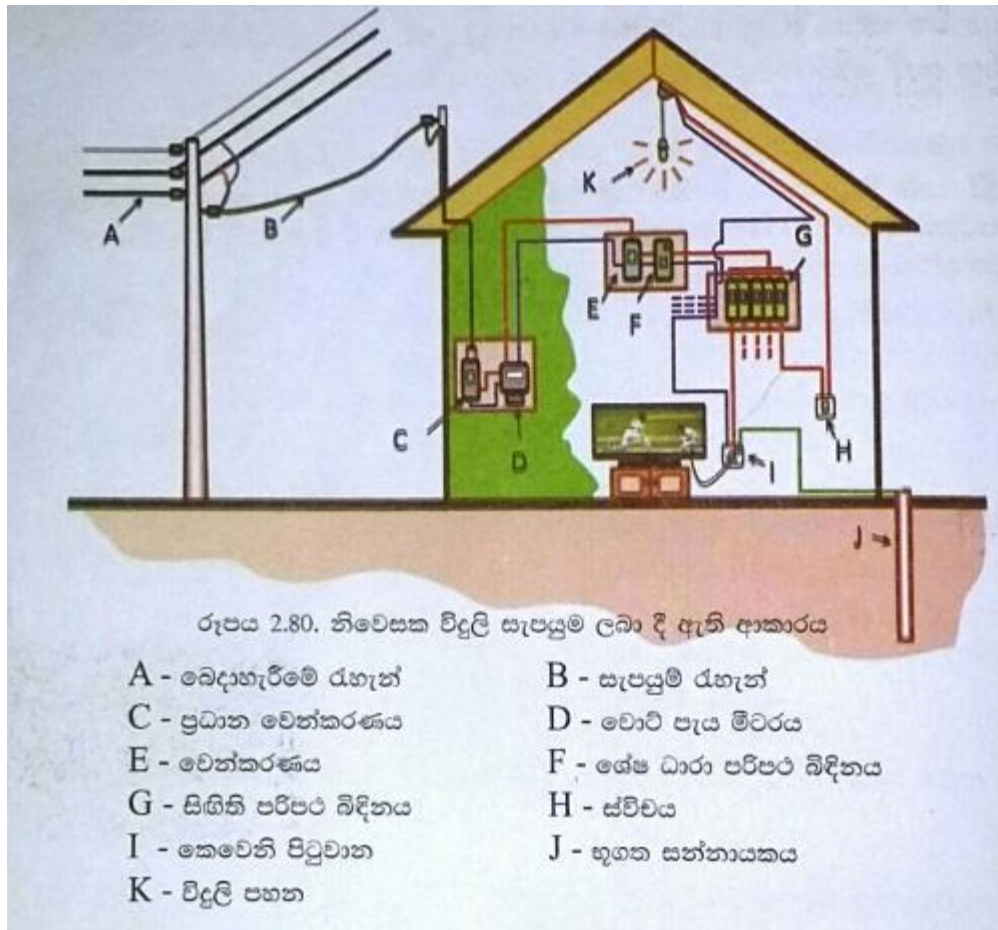 K
A
B
G
E
F
C
D
H
I
J
රූපය 2.80. නිවෙසක විදුලි සැපයුම ලබා දී ඇති ආකාරය
A - බෙදාහැරීමේ රැහැන්
B - සැපයුම් රැහැන්
C - ප්‍රධාන වෙන්කරණය
D - වොට් පැය මීටරය
E - වෙන්කරණය
F - ශේෂ ධාරා පරිපථ බිඳිනය
G - සිඟිති පරිපථ බිඳිනය
H - ස්විචය
I - කෙවෙනි පිටුවාන
J - භූගත සන්නායකය
K - විදුලි පහන